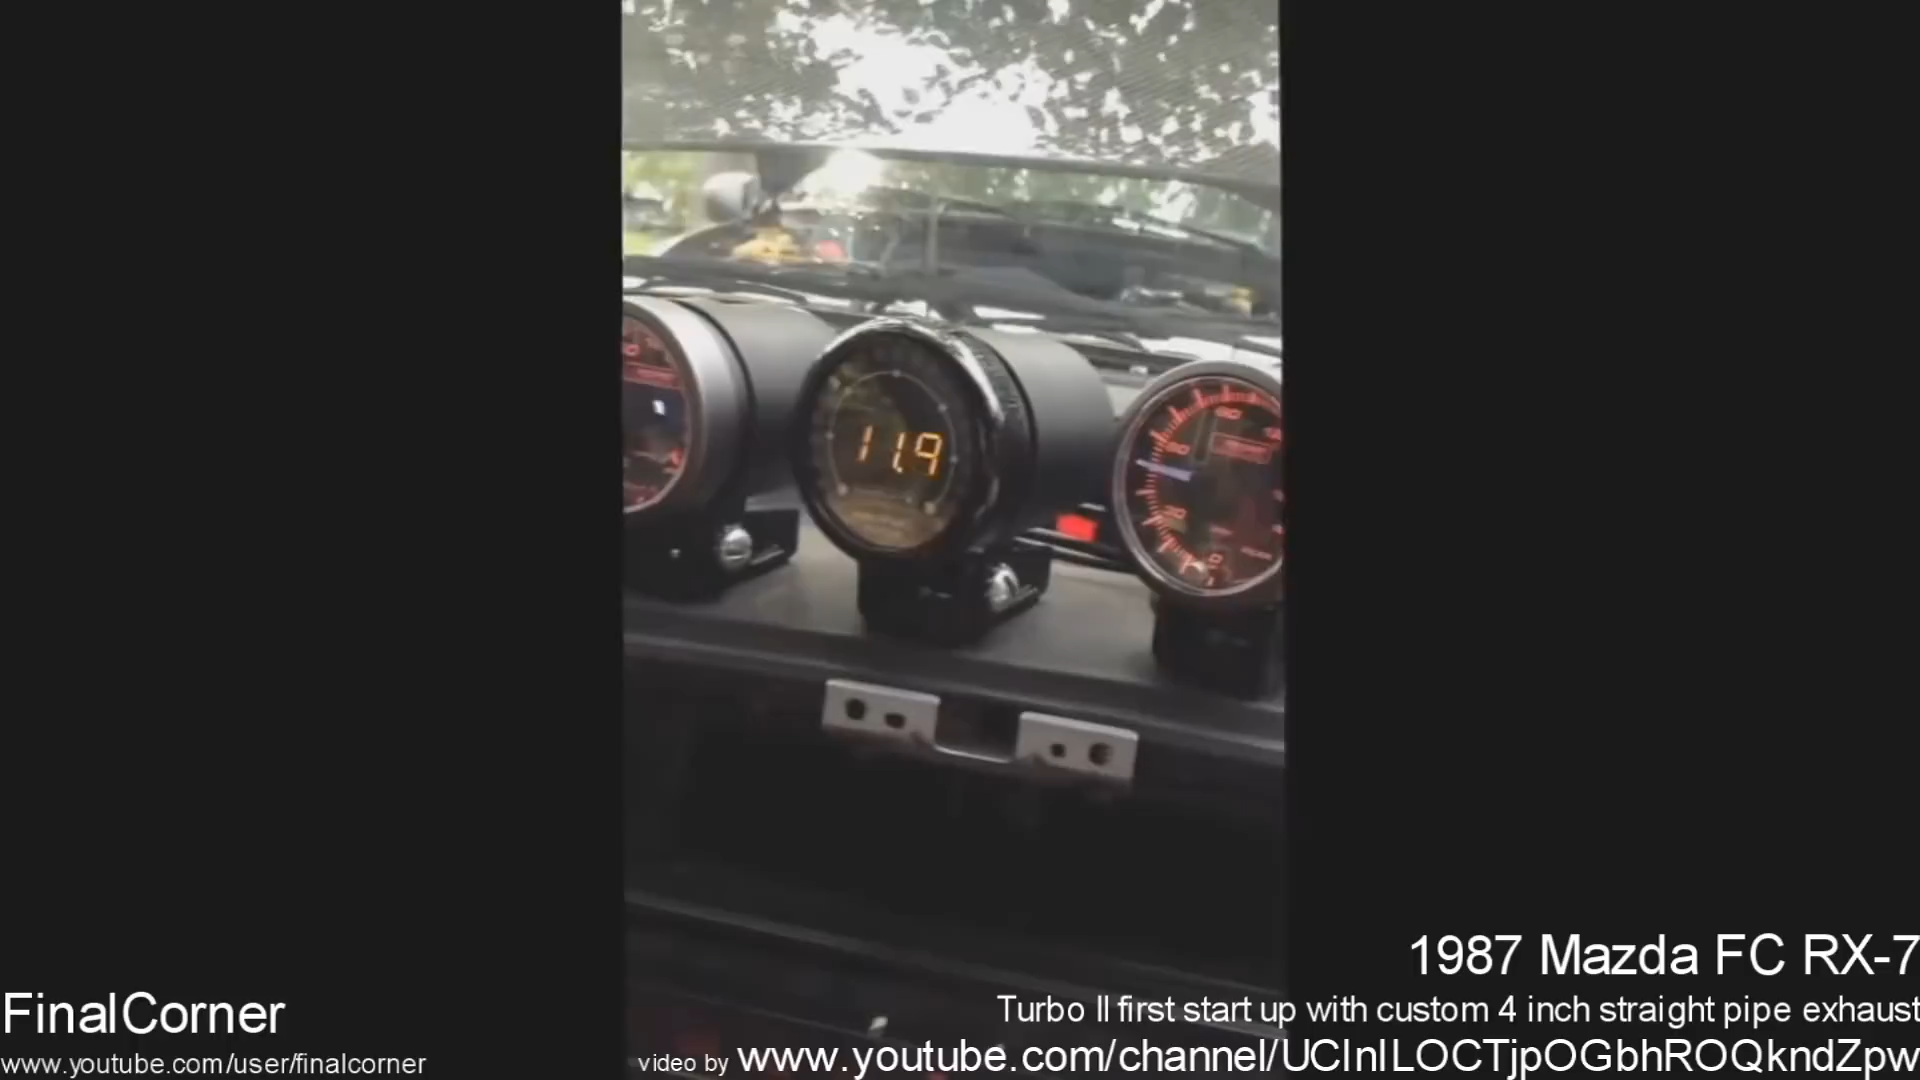 11.9
1987 Mazda FC RX-7
FinalCorner
Turbo II first start up with custom 4 inch straight pipe exhaust
www.youtube.com/user/finalcorner
video by www.youtube.com/channel/UCInILOCTjpOGbhROQkndZpw